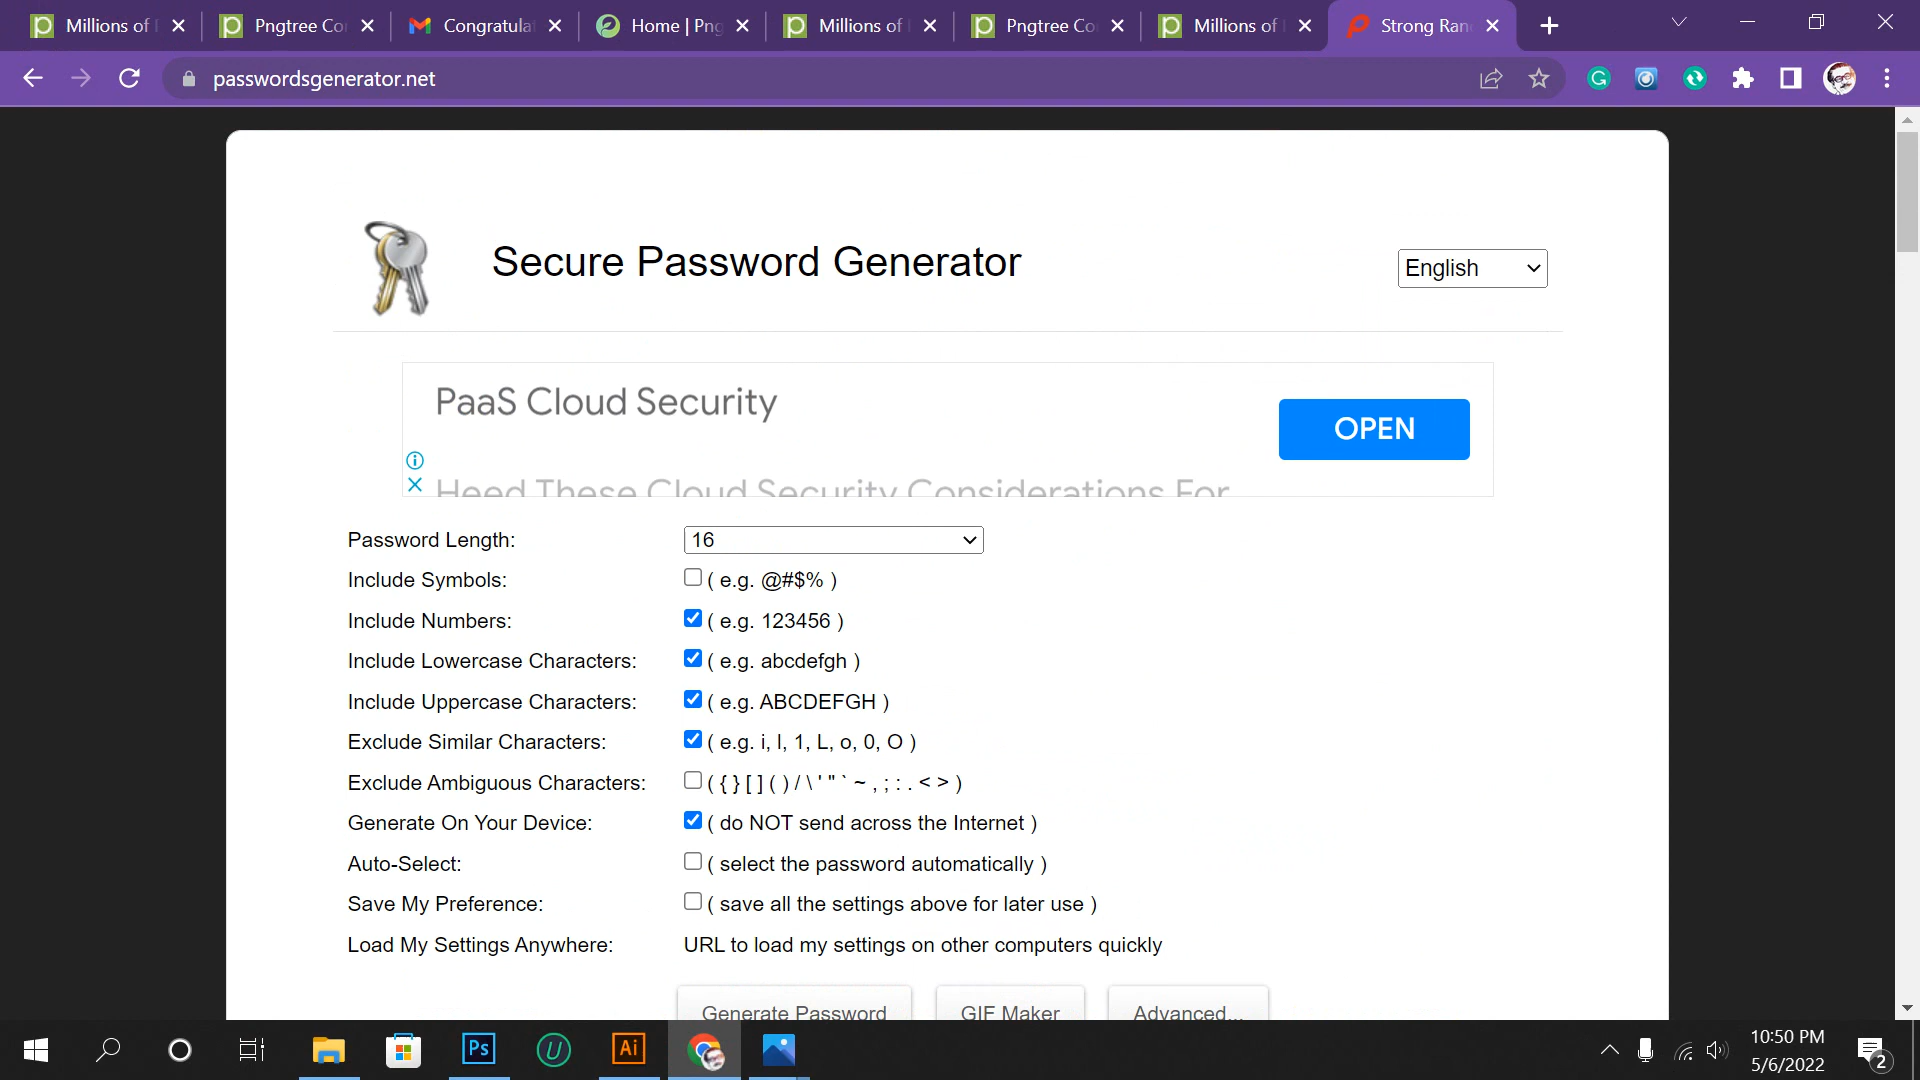 Millions of
Pngtree Co
Congratula
Home | Png
Millions of
Pngtree Co
Millions of
Strong Ran
passwordsgenerator.net
Secure Password Generator
English
PaaS Cloud Security
OPEN
Heed These Cloud Security Considerations For
Password Length: 16
Include Symbols: ( e.g. @#$% )
Include Numbers: ( e.g. 123456 )
Include Lowercase Characters: ( e.g. abcdefgh )
Include Uppercase Characters: ( e.g. ABCDEFGH )
Exclude Similar Characters: ( e.g. i, l, 1, L, o, 0, O )
Exclude Ambiguous Characters: ( { } [ ] ( ) / \ ' " ` ~ , ; : . < > )
Generate On Your Device: ( do NOT send across the Internet )
Auto-Select: ( select the password automatically )
Save My Preference: ( save all the settings above for later use )
Load My Settings Anywhere: URL to load my settings on other computers quickly
Generate Password GIF Maker Advanced...
Ps
U
Ai
10:50 PM
5/6/2022
2